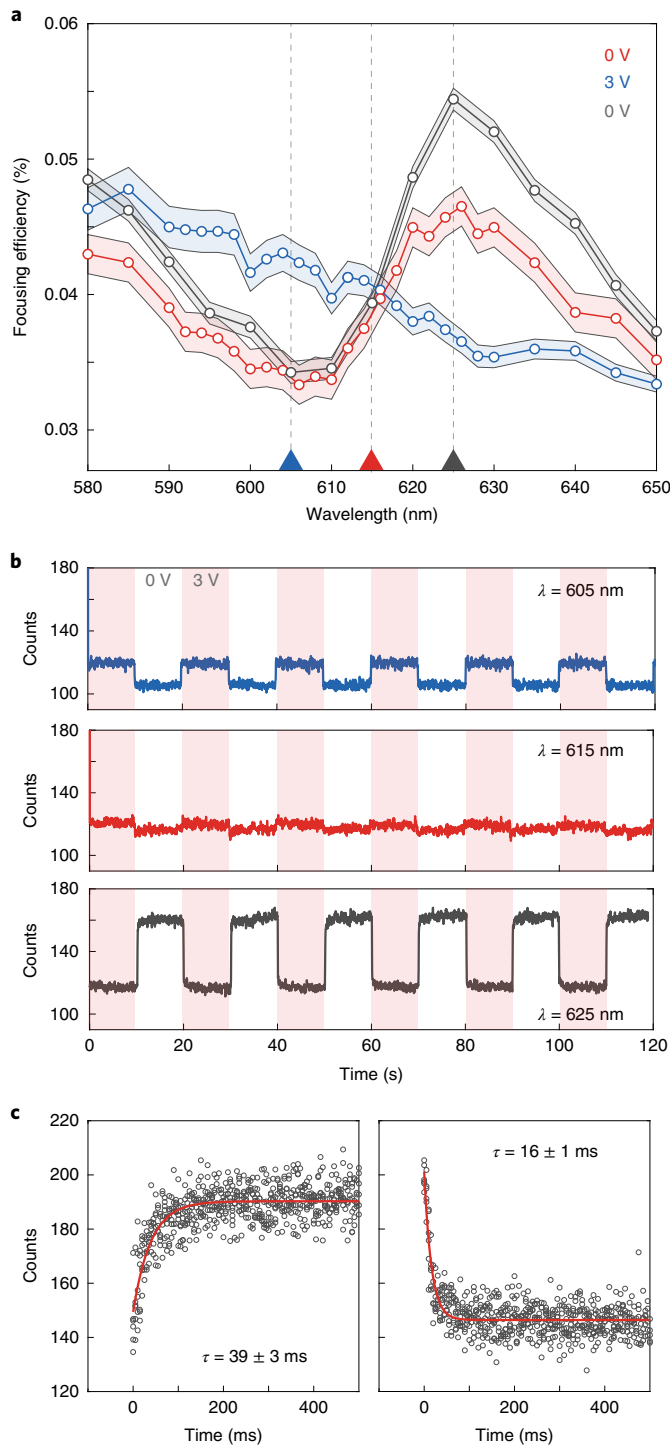 a
0.06
0.05
0.04
0.03
Focusing efficiency (%)
0 V
3 V
0 V
580 590 600 610 620 630 640 650
Wavelength (nm)
b
180
140
100
Counts
0 V 3 V
λ = 605 nm
180
140
100
Counts
λ = 615 nm
180
140
100
Counts
λ = 625 nm
0 20 40 60 80 100 120
Time (s)
c
220
200
180
160
140
120
Counts
τ = 39 ± 3 ms
τ = 16 ± 1 ms
0 200 400
0 200 400
Time (ms)
Time (ms)